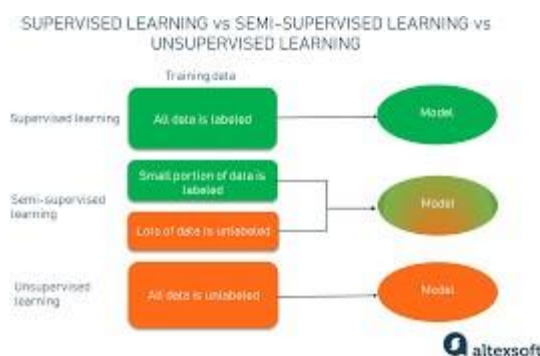 SUPERVISED LEARNING vs SEMI-SUPERVISED LEARNING vs
UNSUPERVISED LEARNING
Training data
Supervised learning
All data is labeled
Model
Small portion of data is
labeled
Semi-supervised
learning
Model
Lots of data is unlabeled
Unsupervised
learning
All data is unlabeled
Model
altexsoft